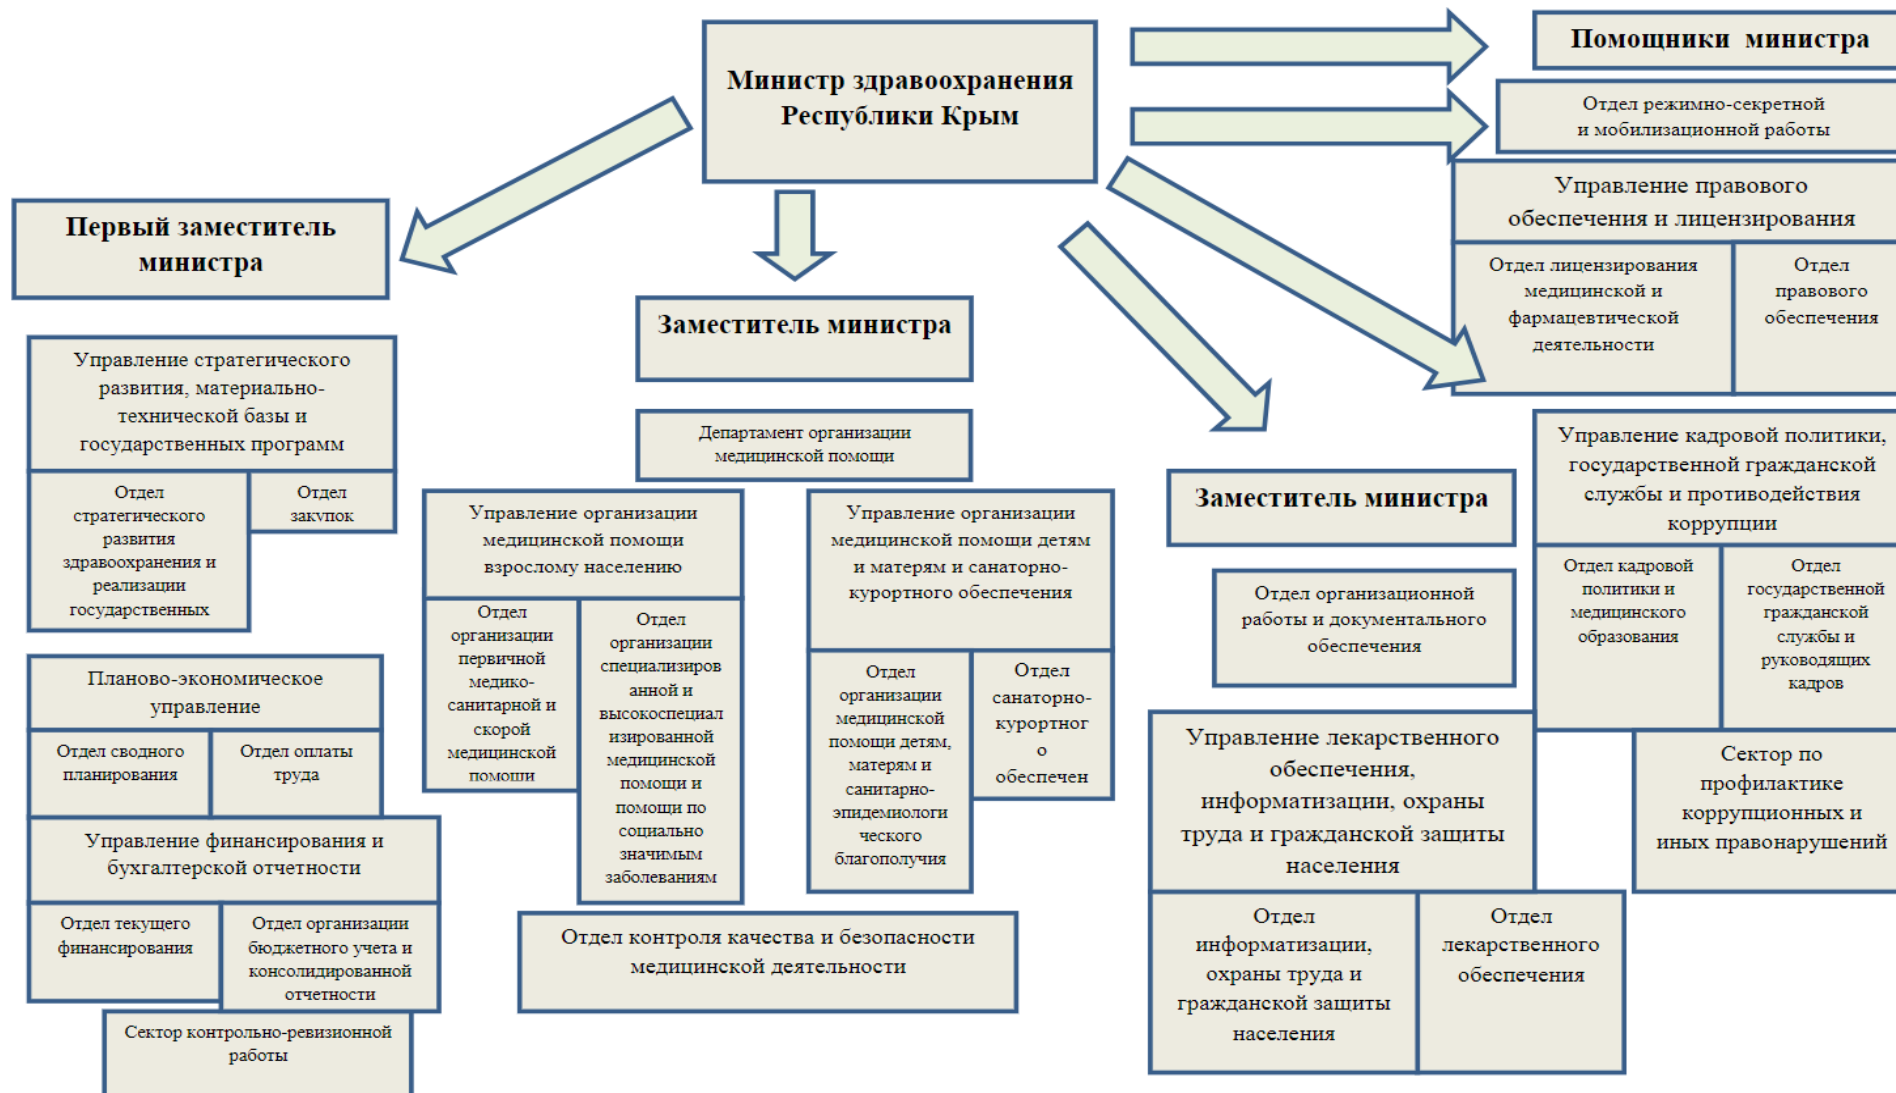 Министр здравоохранения
Республики Крым
Помощники министра
Отдел режимно-секретной
и мобилизационной работы
Управление правового
обеспечения и лицензирования
Отдел лицензирования
медицинской и
фармацевтической
деятельности
Отдел
правового
обеспечения
Первый заместитель
министра
Управление стратегического
развития, материально-
технической базы и
государственных программ
Отдел
стратегического
развития
здравоохранения и
реализации
государственных
Отдел
закупок
Планово-экономическое
управление
Отдел сводного
планирования
Отдел оплаты
труда
Управление финансирования и
бухгалтерской отчетности
Отдел текущего
финансирования
Отдел организации
бюджетного учета и
консолидированной
отчетности
Сектор контрольно-ревизионной
работы
Заместитель министра
Департамент организации
медицинской помощи
Управление организации
медицинской помощи
взрослому населению
Отдел
организации
первичной
медико-
санитарной и
скорой
медицинской
помощи
Отдел
организации
специализиров
анной и
высокоспециал
изированной
медицинской
помощи и
помощи по
социально
значимым
заболеваниям
Управление организации
медицинской помощи детям
и матерям и санаторно-
курортного обеспечения
Отдел
организации
медицинской
помощи детям,
матерям и
санитарно-
эпидемиологи
ческого
благополучия
Отдел
санаторно-
курортног
о
обеспечен
Отдел контроля качества и безопасности
медицинской деятельности
Заместитель министра
Отдел организационной
работы и документального
обеспечения
Управление лекарственного
обеспечения,
информатизации, охраны
труда и гражданской защиты
населения
Отдел
информатизации,
охраны труда и
гражданской защиты
населения
Отдел
лекарственного
обеспечения
Управление кадровой политики,
государственной гражданской
службы и противодействия
коррупции
Отдел кадровой
политики и
медицинского
образования
Отдел
государственной
гражданской
службы и
руководящих
кадров
Сектор по
профилактике
коррупционных и
иных правонарушений